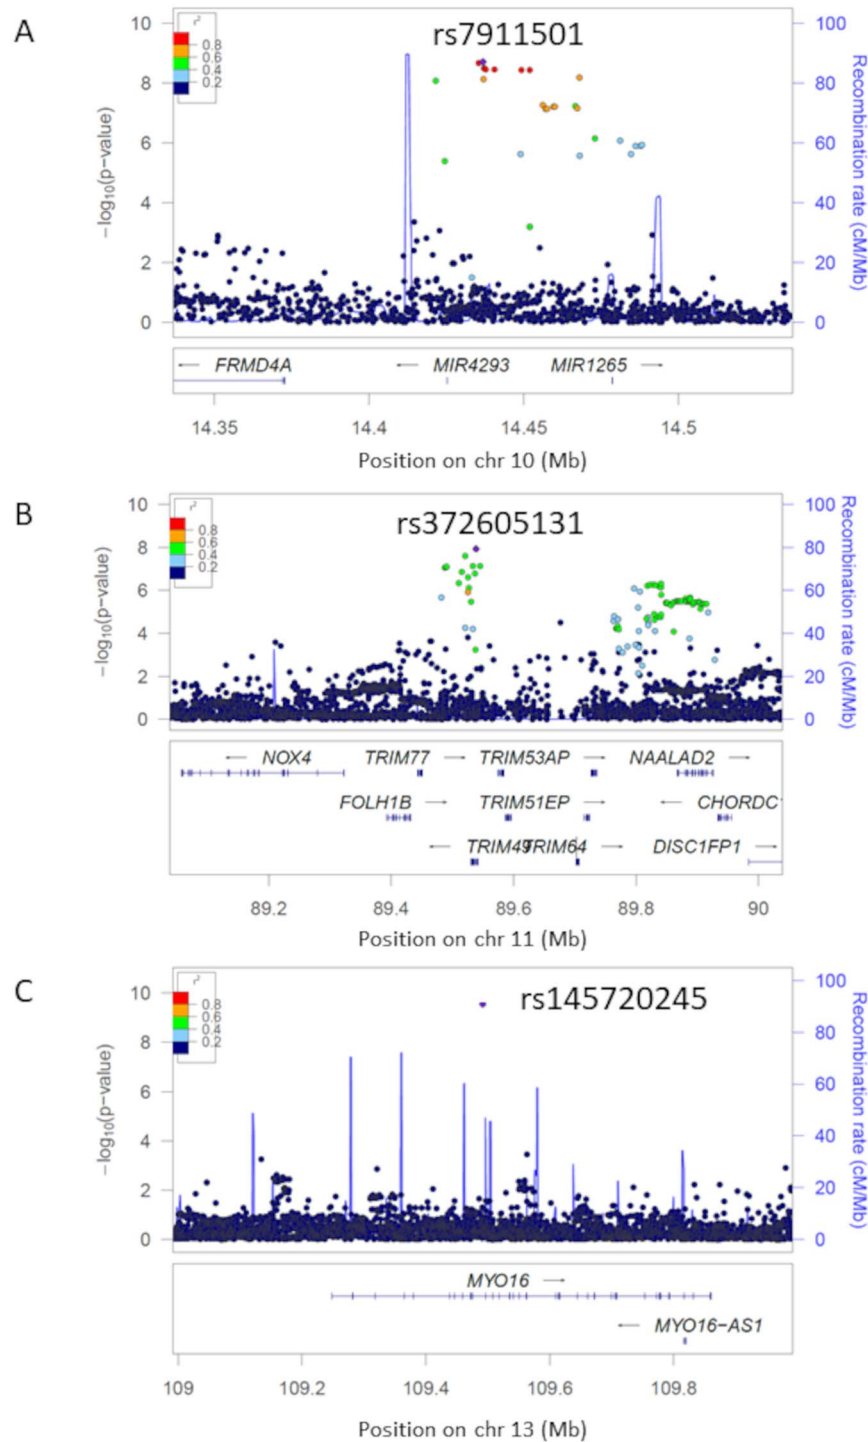 A
rs7911501
r²
0.8
0.6
0.4
0.2
10
8
6
4
2
0
−log₁₀(p−value)
100
80
60
40
20
0
Recombination rate (cM/Mb)
FRMD4A
MIR4293
MIR1265
14.35
14.4
14.45
14.5
Position on chr 10 (Mb)
B
rs372605131
r²
0.8
0.6
0.4
0.2
10
8
6
4
2
0
−log₁₀(p−value)
100
80
60
40
20
0
Recombination rate (cM/Mb)
NOX4
TRIM77
TRIM53AP
NAALAD2
FOLH1B
TRIM51EP
CHORDC1
TRIM49
TRIM64
DISC1FP1
89.2
89.4
89.6
89.8
90
Position on chr 11 (Mb)
C
rs145720245
r²
0.8
0.6
0.4
0.2
10
8
6
4
2
0
−log₁₀(p−value)
100
80
60
40
20
0
Recombination rate (cM/Mb)
MYO16
MYO16−AS1
109
109.2
109.4
109.6
109.8
Position on chr 13 (Mb)